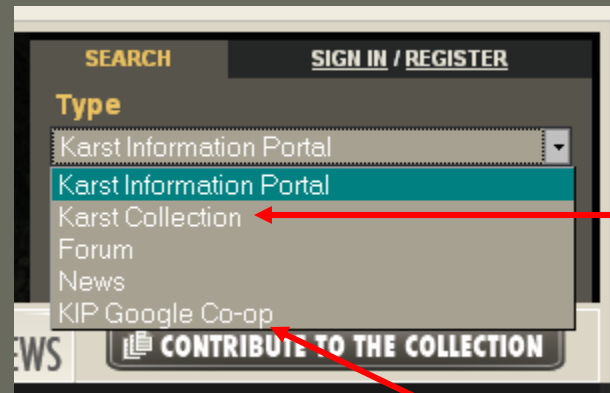 SEARCH SIGN IN / REGISTER
Type
Karst Information Portal
Karst Information Portal
Karst Collection
Forum
News
KIP Google Co-op
EWS CONTRIBUTE TO THE COLLECTION